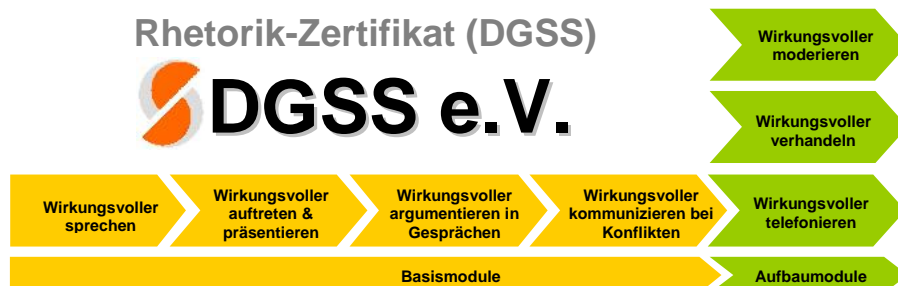 Rhetorik-Zertifikat (DGSS)
DGSS e.V.
Wirkungsvoller
moderieren
Wirkungsvoller
verhandeln
Wirkungsvoller
sprechen
Wirkungsvoller
auftreten &
präsentieren
Wirkungsvoller
argumentieren in
Gesprächen
Wirkungsvoller
kommunizieren bei
Konflikten
Wirkungsvoller
telefonieren
Basismodule
Aufbaumodule